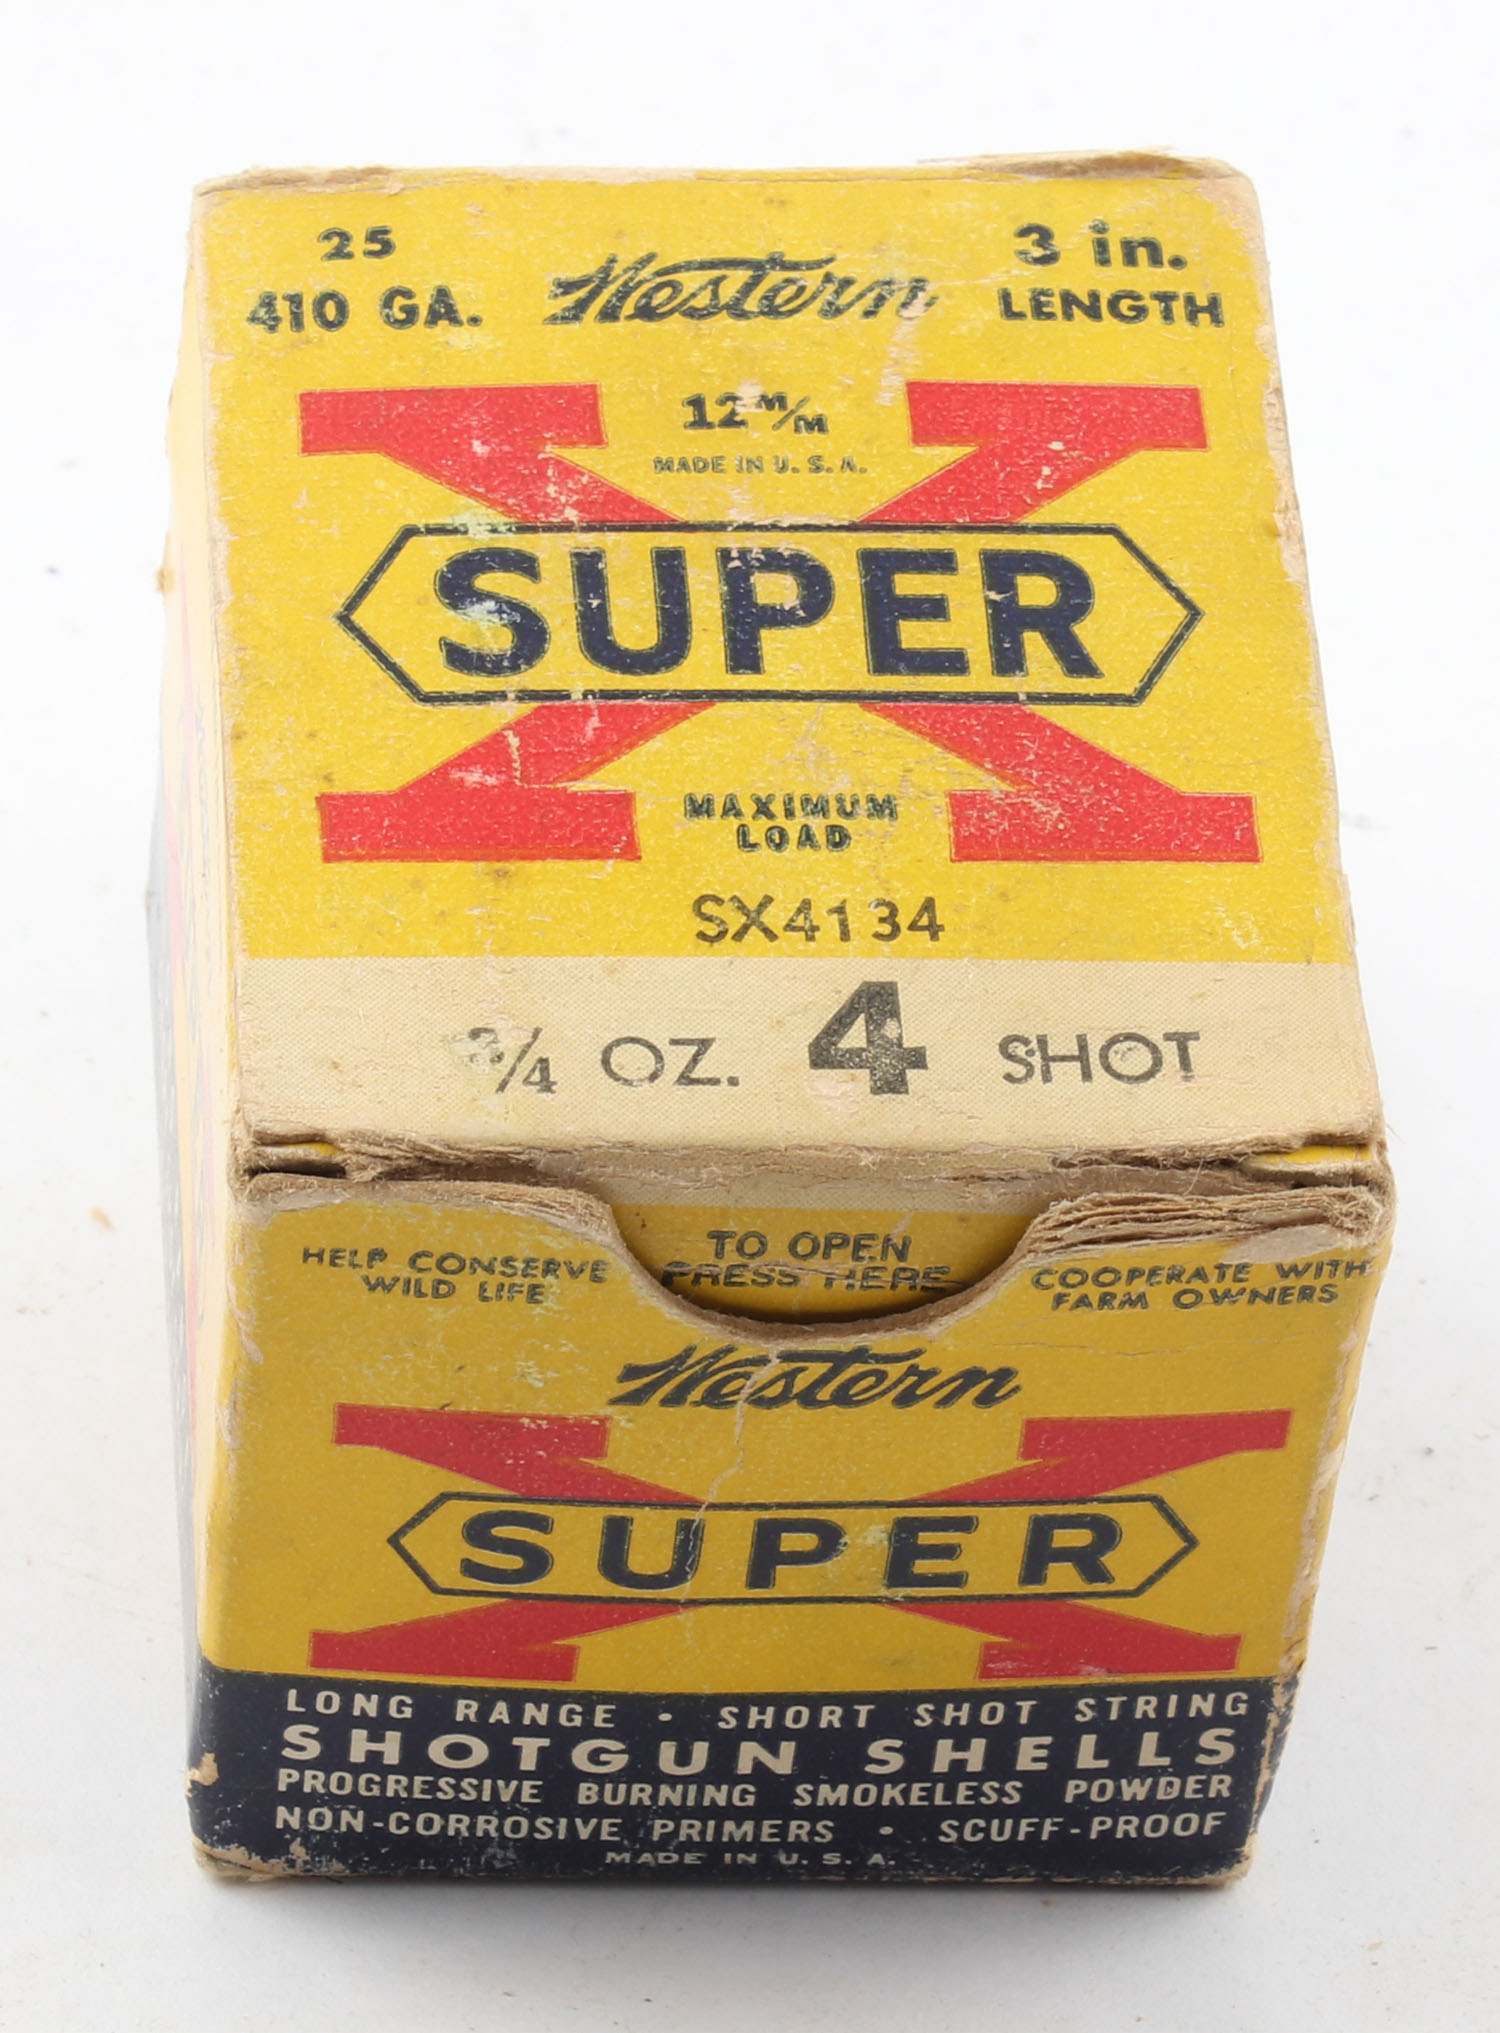 25
410 GA.
Western
3 in.
LENGTH
12 M/M
MADE IN U. S. A.
SUPER
X
MAXIMUM
LOAD
SX4134
3/4 OZ. 4 SHOT
HELP CONSERVE
WILD LIFE
TO OPEN
PRESS HERE
COOPERATE WITH
FARM OWNERS
Western
SUPER
X
LONG RANGE • SHORT SHOT STRING
SHOTGUN SHELLS
PROGRESSIVE BURNING SMOKELESS POWDER
NON-CORROSIVE PRIMERS • SCUFF-PROOF
MADE IN U. S. A.